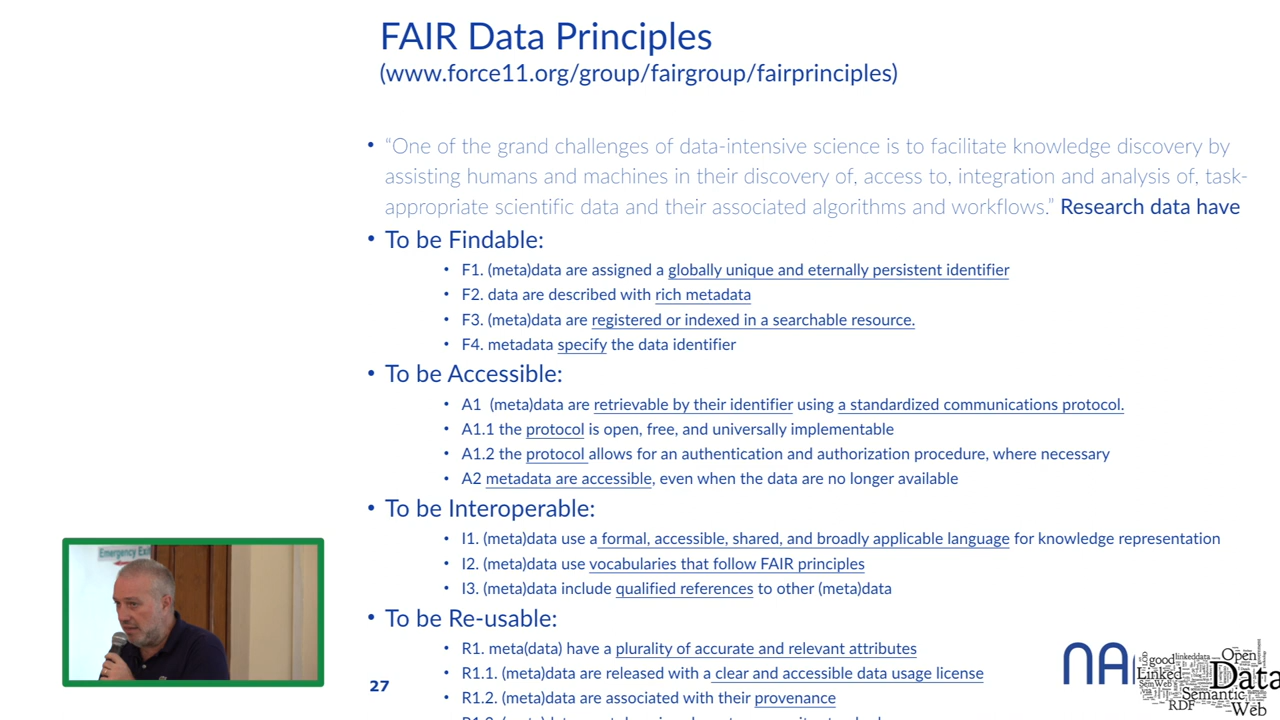 FAIR Data Principles
(www.force11.org/group/fairgroup/fairprinciples)
• “One of the grand challenges of data-intensive science is to facilitate knowledge discovery by
assisting humans and machines in their discovery of, access to, integration and analysis of, task-
appropriate scientific data and their associated algorithms and workflows.” Research data have
• To be Findable:
• F1. (meta)data are assigned a globally unique and eternally persistent identifier
• F2. data are described with rich metadata
• F3. (meta)data are registered or indexed in a searchable resource.
• F4. metadata specify the data identifier
• To be Accessible:
• A1 (meta)data are retrievable by their identifier using a standardized communications protocol.
• A1.1 the protocol is open, free, and universally implementable
• A1.2 the protocol allows for an authentication and authorization procedure, where necessary
• A2 metadata are accessible, even when the data are no longer available
• To be Interoperable:
• I1. (meta)data use a formal, accessible, shared, and broadly applicable language for knowledge representation
• I2. (meta)data use vocabularies that follow FAIR principles
• I3. (meta)data include qualified references to other (meta)data
• To be Re-usable:
• R1. meta(data) have a plurality of accurate and relevant attributes
• R1.1. (meta)data are released with a clear and accessible data usage license
• R1.2. (meta)data are associated with their provenance
Emergency Exit
27
NA
good linkeddata Open
Linked Data
Semantic
RDF Web